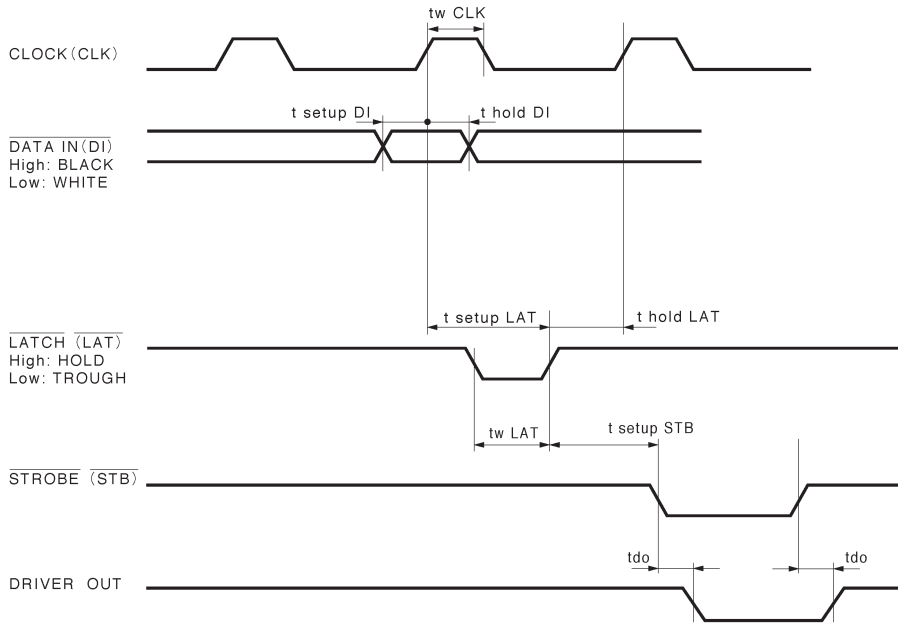 tw CLK
CLOCK(CLK)
t setup DI
t hold DI
DATA IN(DI)
High: BLACK
Low: WHITE
t setup LAT
t hold LAT
LATCH (LAT)
High: HOLD
Low: TROUGH
tw LAT
t setup STB
STROBE (STB)
tdo
tdo
DRIVER OUT